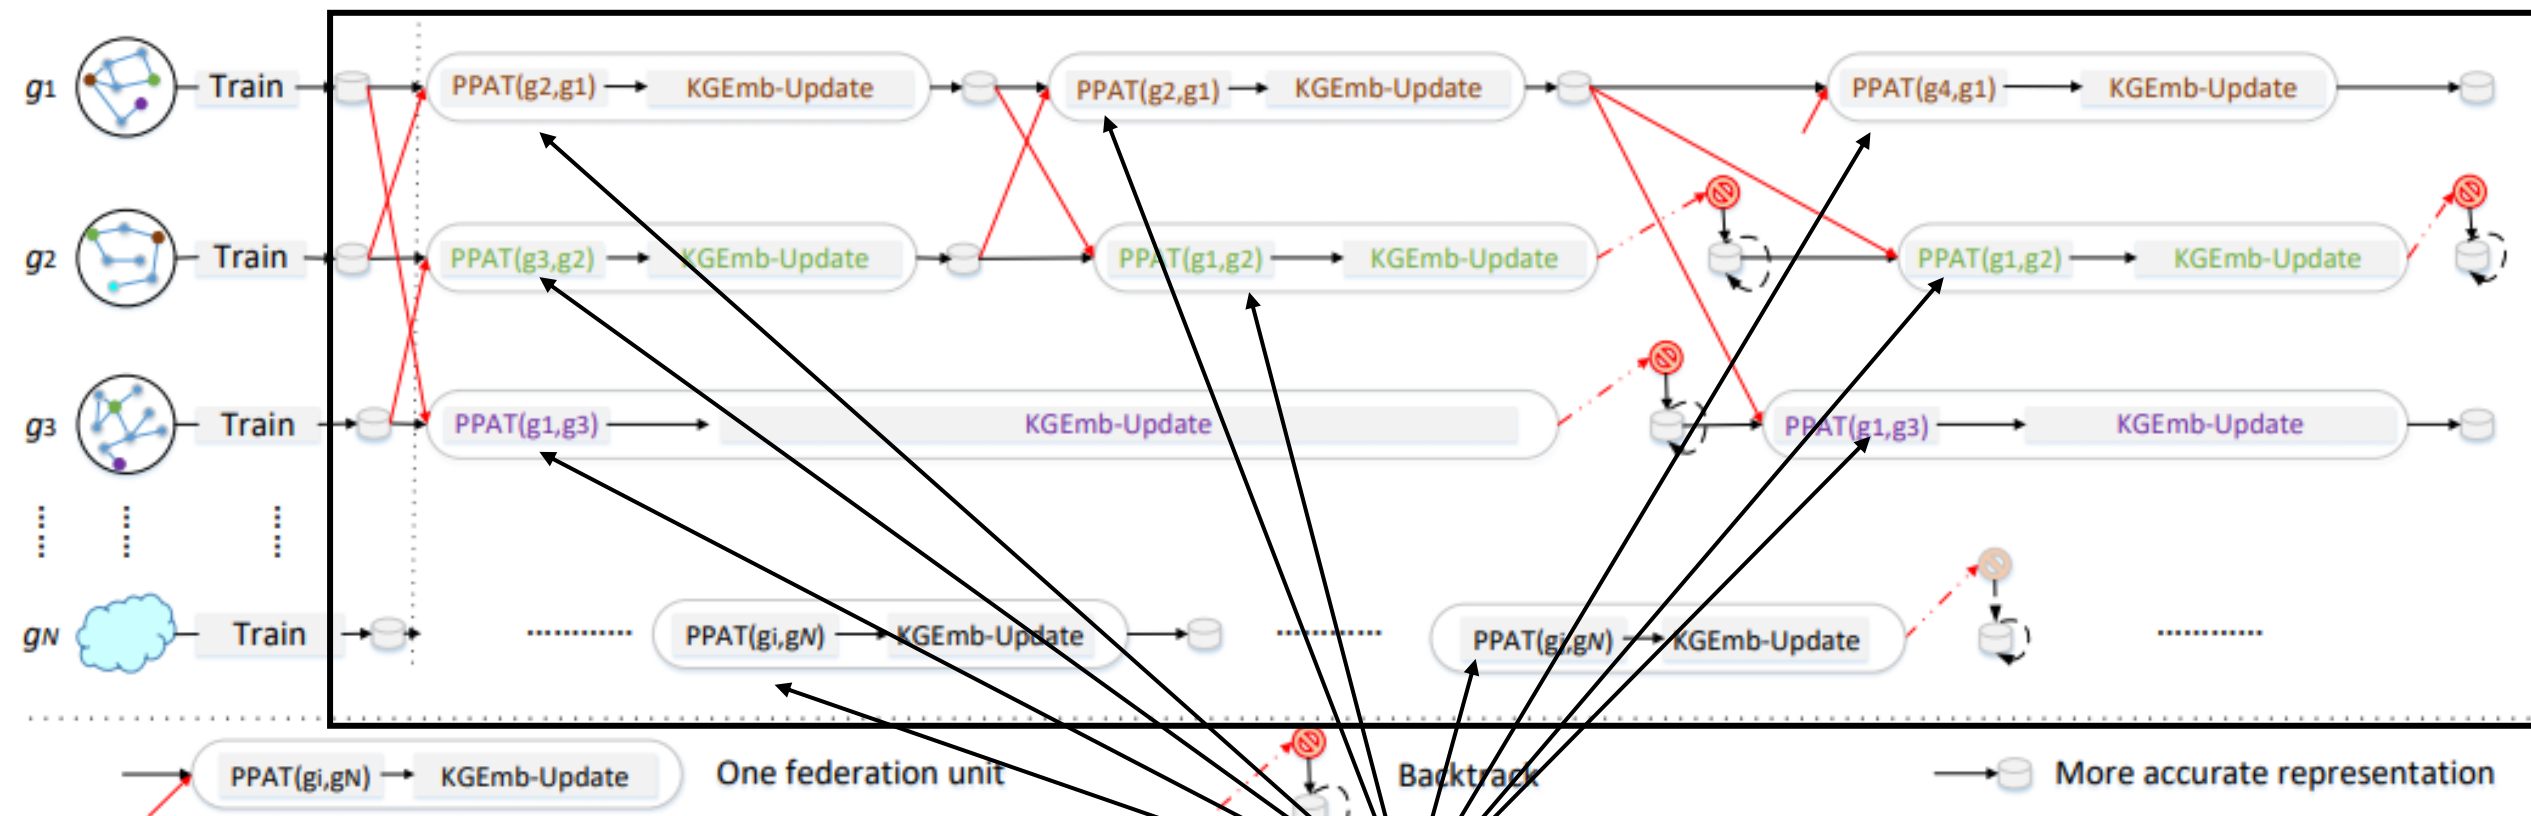 g1 Train PPAT(g2,g1) KGEmb-Update PPAT(g2,g1) KGEmb-Update PPAT(g4,g1) KGEmb-Update
g2 Train PPAT(g3,g2) KGEmb-Update PPAT(g1,g2) KGEmb-Update PPAT(g1,g2) KGEmb-Update
g3 Train PPAT(g1,g3) KGEmb-Update PPAT(g1,g3) KGEmb-Update
gN Train PPAT(gi,gN) KGEmb-Update PPAT(gj,gN) KGEmb-Update
PPAT(gi,gN) KGEmb-Update One federation unit Backtrack More accurate representation